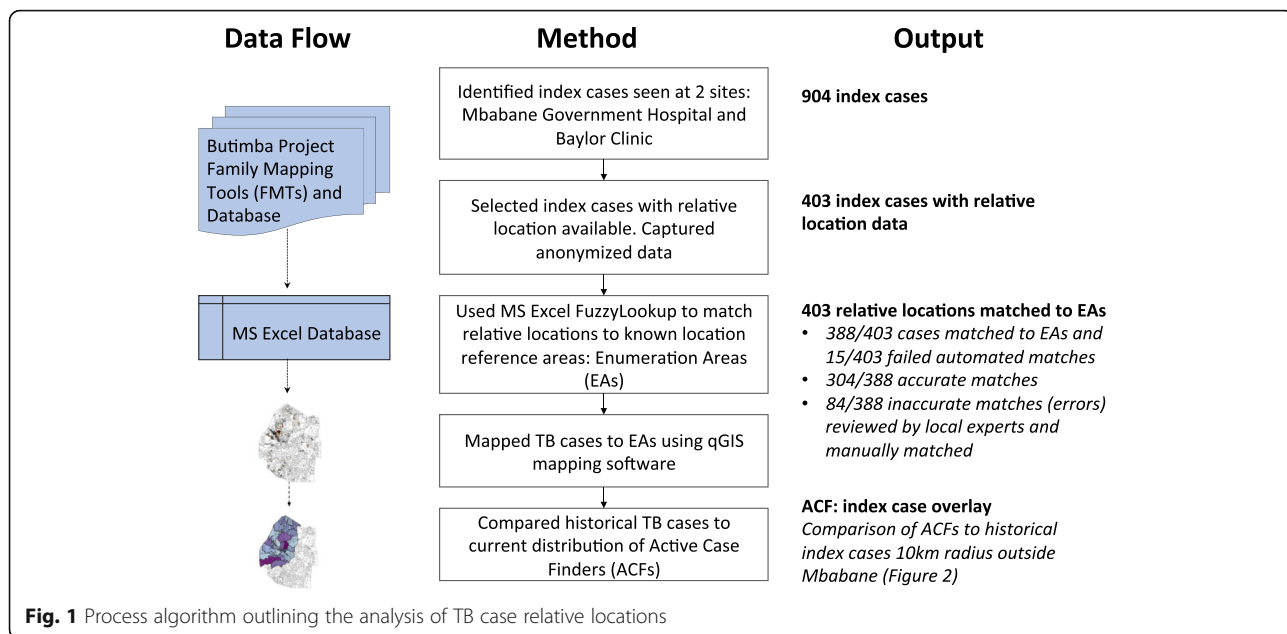 Data Flow
Method
Output
Butimba Project
Family Mapping
Tools (FMTs) and
Database
MS Excel Database
Identified index cases seen at 2 sites:
Mbabane Government Hospital and
Baylor Clinic
Selected index cases with relative
location available. Captured
anonymized data
Used MS Excel FuzzyLookup to match
relative locations to known location
reference areas: Enumeration Areas
(EAs)
Mapped TB cases to EAs using qGIS
mapping software
Compared historical TB cases to
current distribution of Active Case
Finders (ACFs)
904 index cases
403 index cases with relative
location data
403 relative locations matched to EAs
• 388/403 cases matched to EAs and
15/403 failed automated matches
• 304/388 accurate matches
• 84/388 inaccurate matches (errors)
reviewed by local experts and
manually matched
ACF: index case overlay
Comparison of ACFs to historical
index cases 10km radius outside
Mbabane (Figure 2)
Fig. 1 Process algorithm outlining the analysis of TB case relative locations